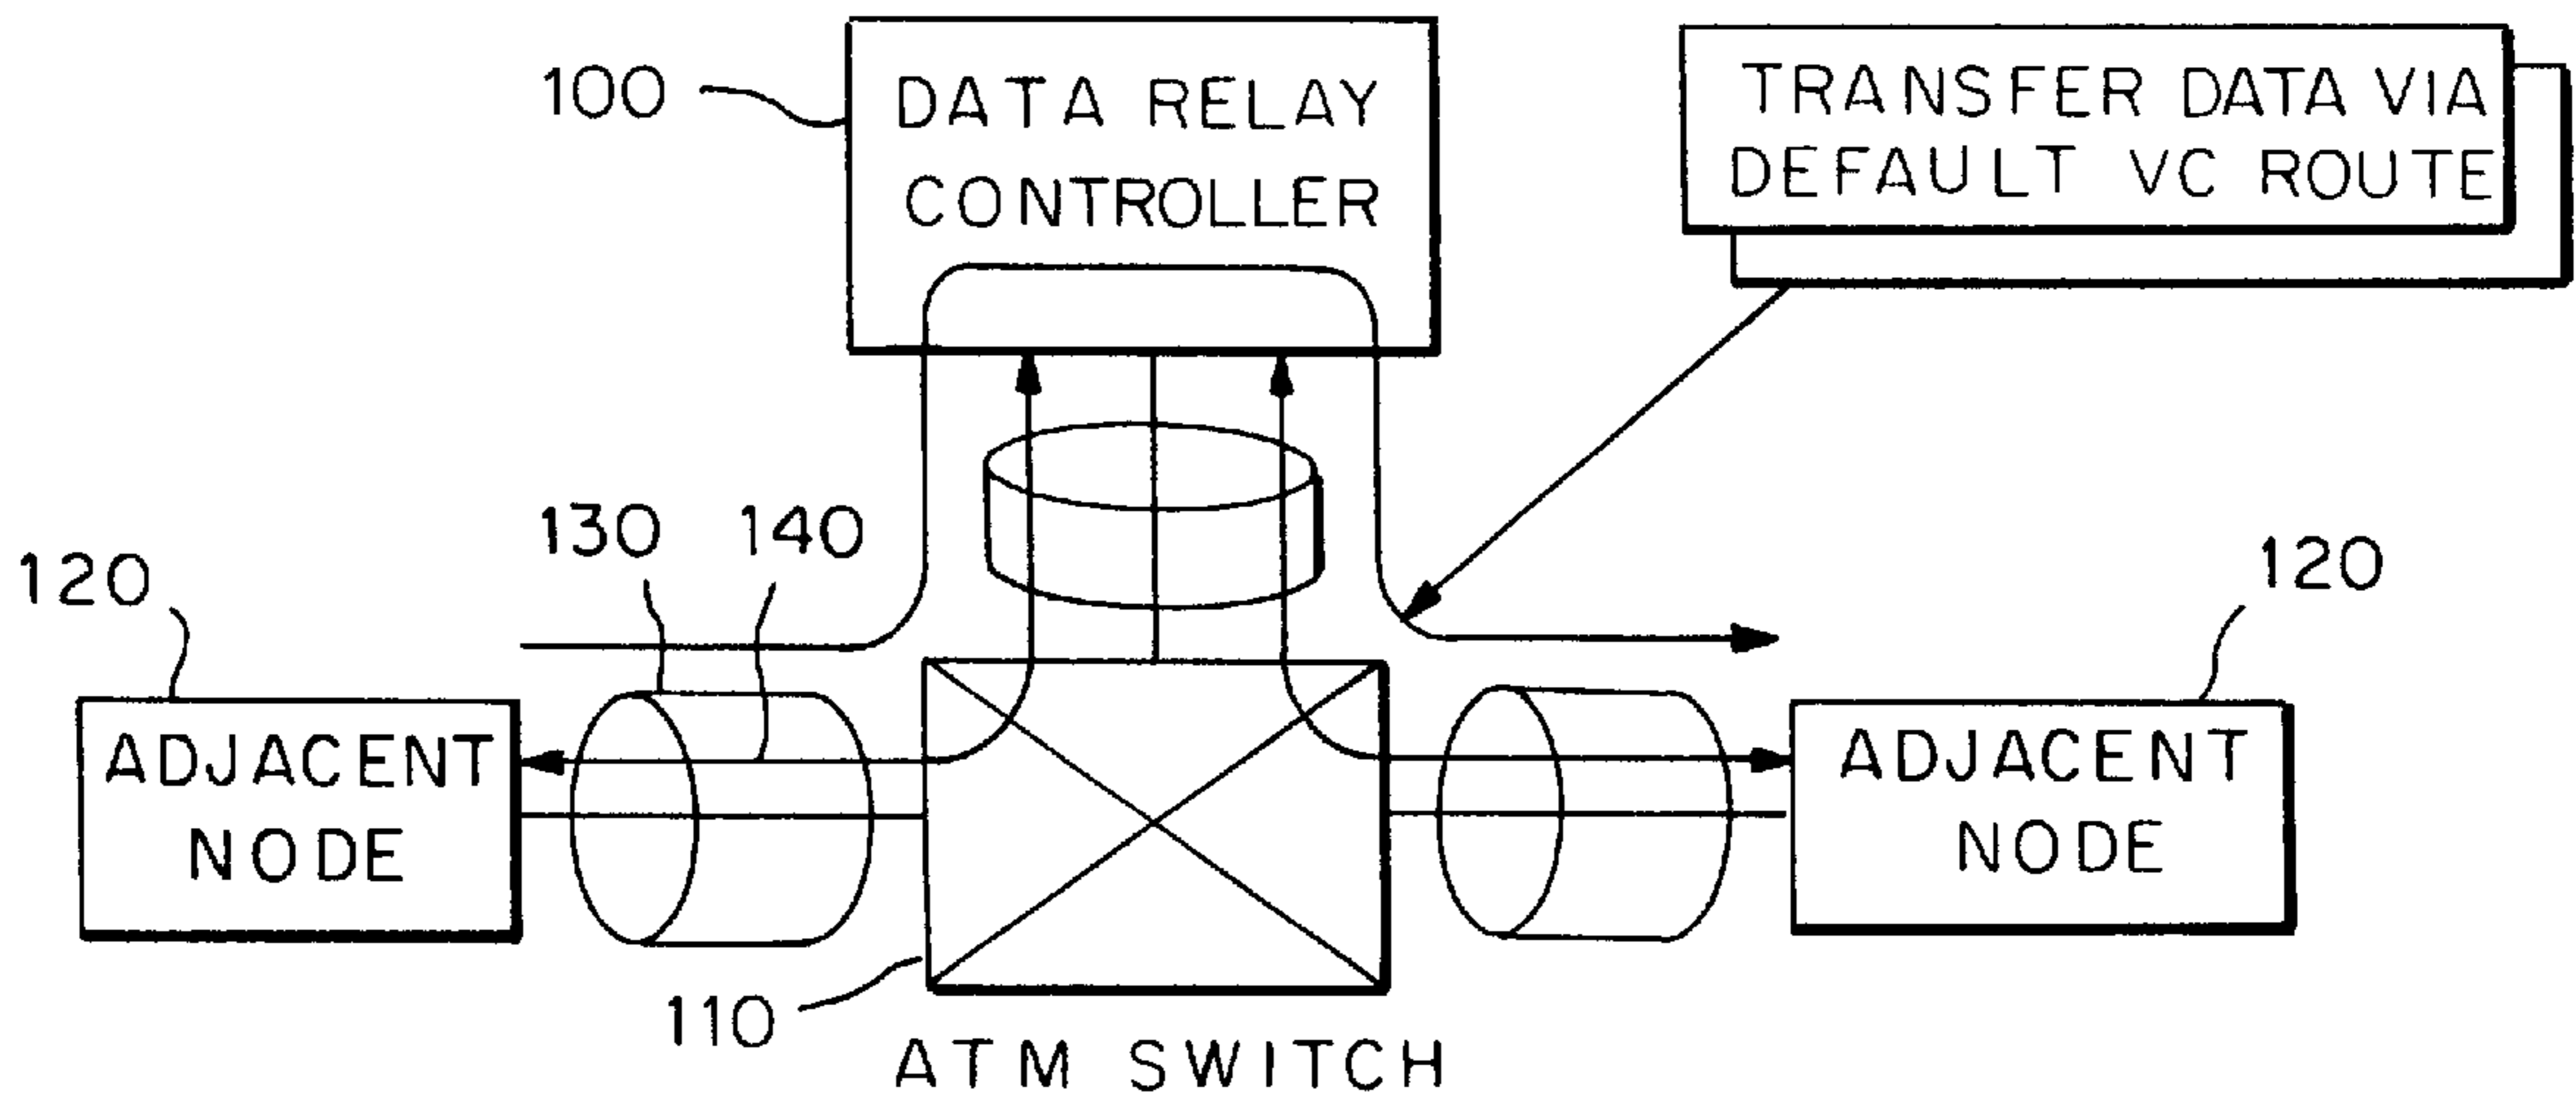 100
DATA RELAY
CONTROLLER
TRANSFER DATA VIA
DEFAULT VC ROUTE
130
140
120
120
ADJACENT
NODE
ADJACENT
NODE
110
ATM SWITCH